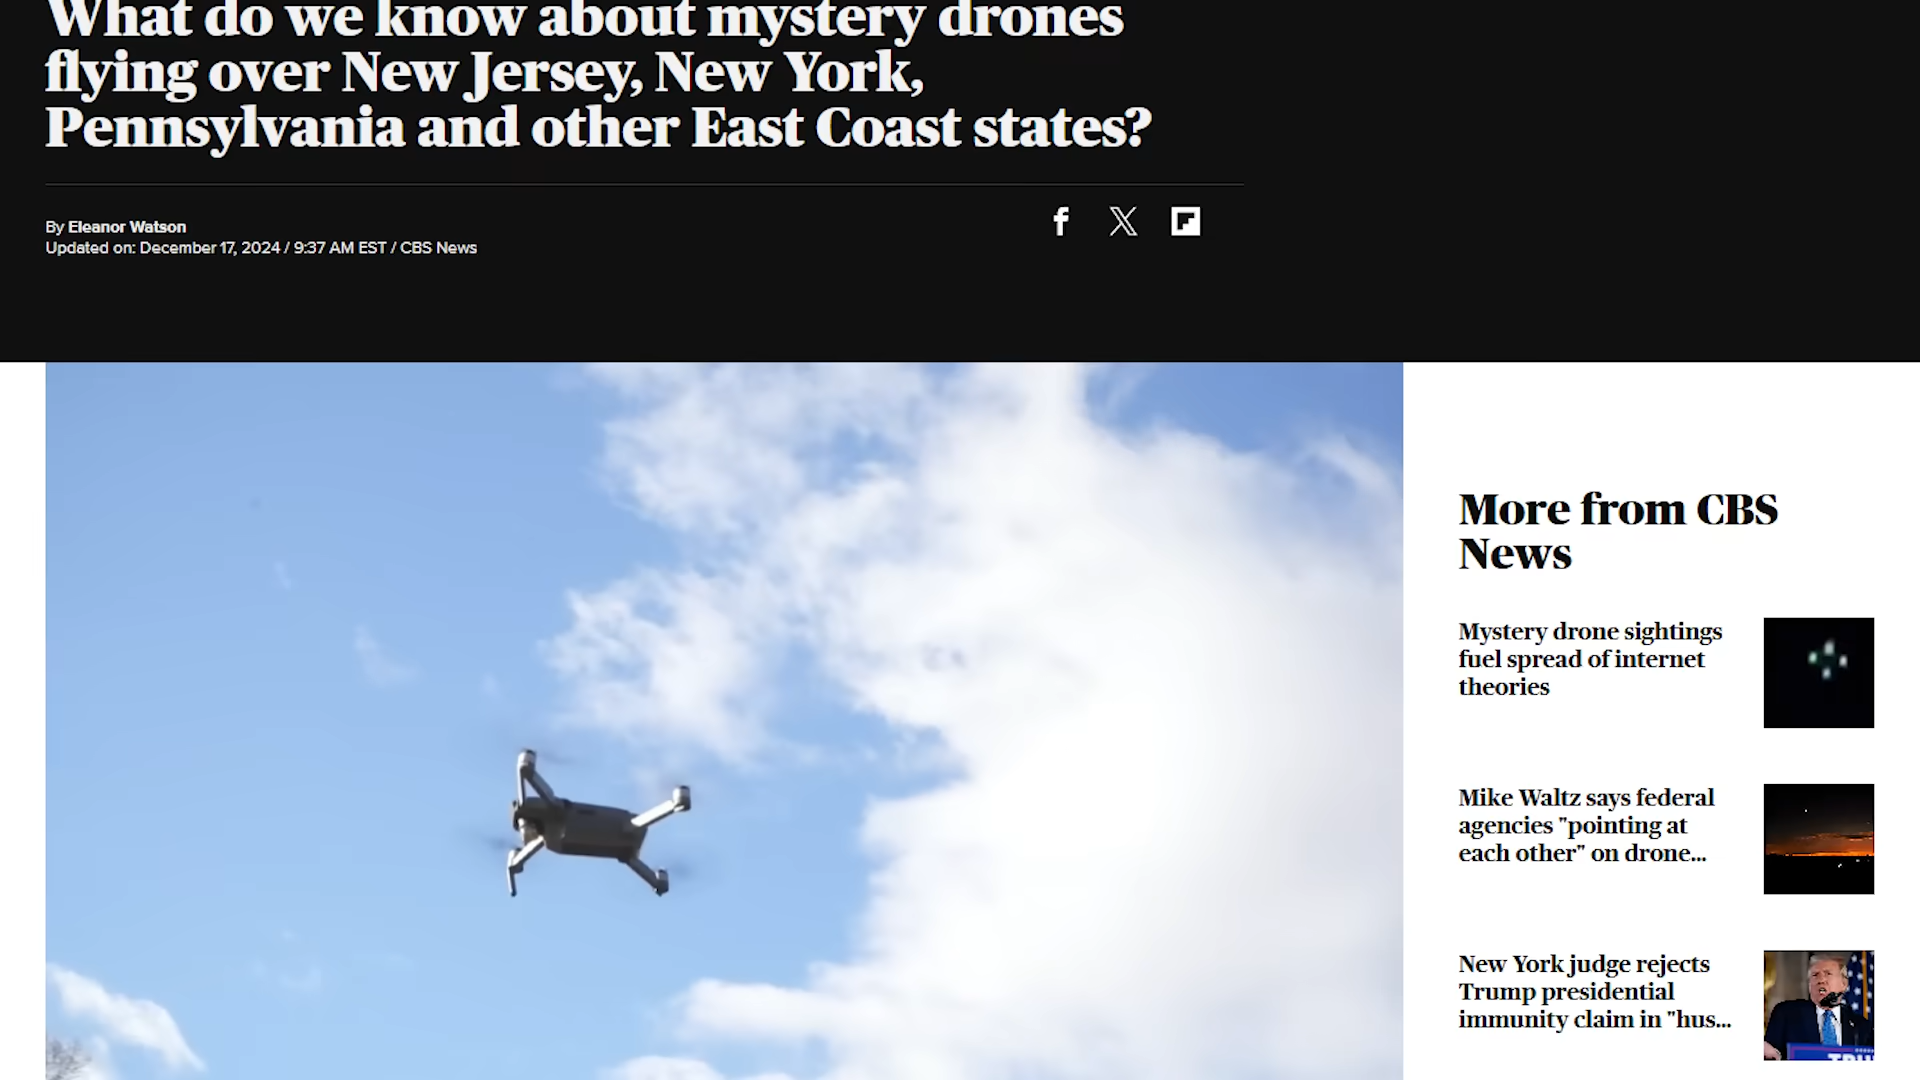 What do we know about mystery drones
flying over New Jersey, New York,
Pennsylvania and other East Coast states?
By Eleanor Watson
Updated on: December 17, 2024 / 9:37 AM EST / CBS News
More from CBS
News
Mystery drone sightings
fuel spread of internet
theories
Mike Waltz says federal
agencies "pointing at
each other" on drone...
New York judge rejects
Trump presidential
immunity claim in "hus...